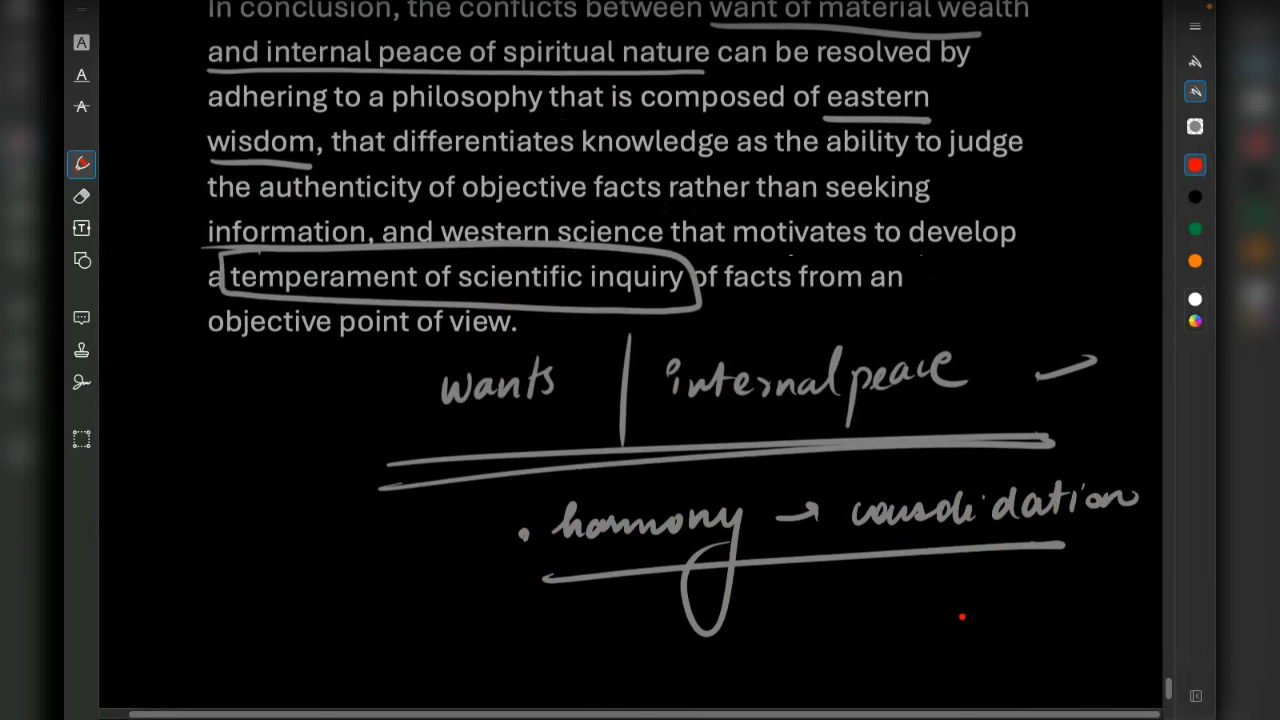 In conclusion, the conflicts between want of material wealth
and internal peace of spiritual nature can be resolved by
adhering to a philosophy that is composed of eastern
wisdom, that differentiates knowledge as the ability to judge
the authenticity of objective facts rather than seeking
information, and western science that motivates to develop
a temperament of scientific inquiry of facts from an
objective point of view.
wants | internal peace
. harmony → consolidation